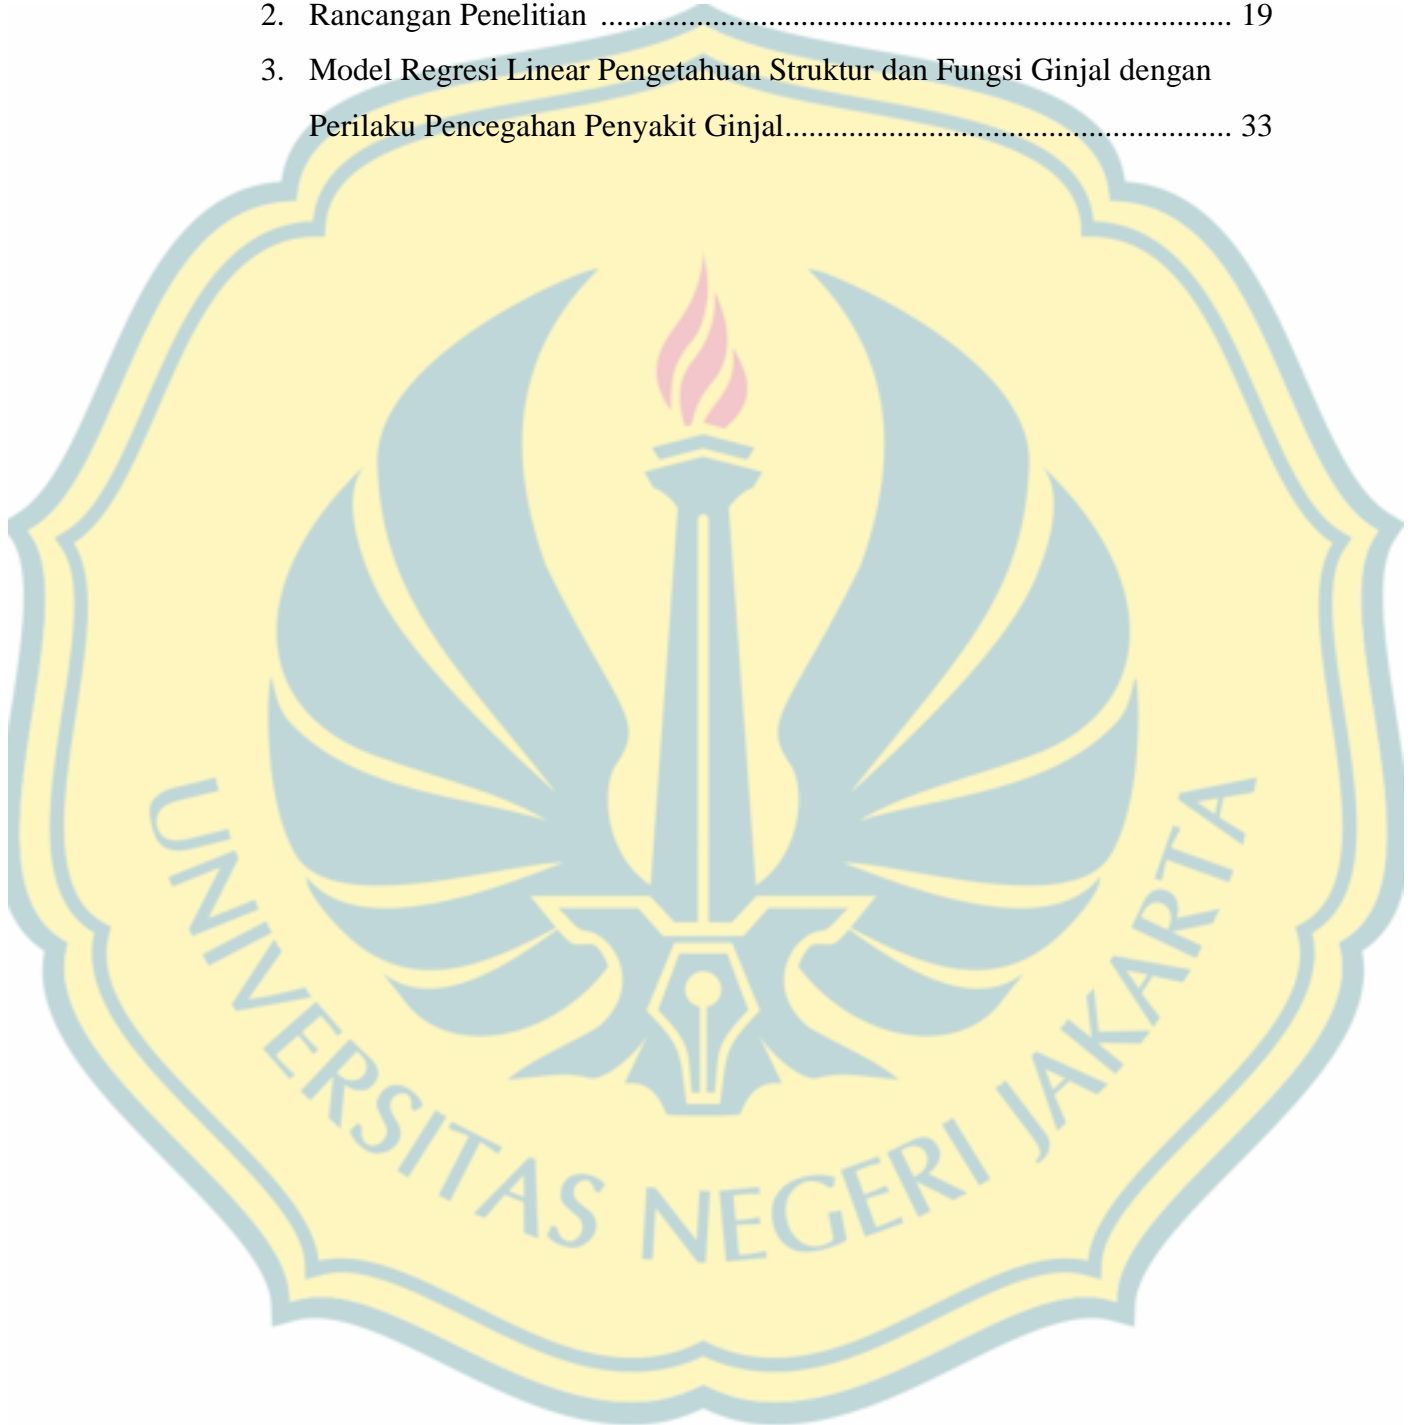 2. Rancangan Penelitian ................................................................................ 19
3. Model Regresi Linear Pengetahuan Struktur dan Fungsi Ginjal dengan
Perilaku Pencegahan Penyakit Ginjal......................................................... 33
UNIVERSITAS NEGERI JAKARTA